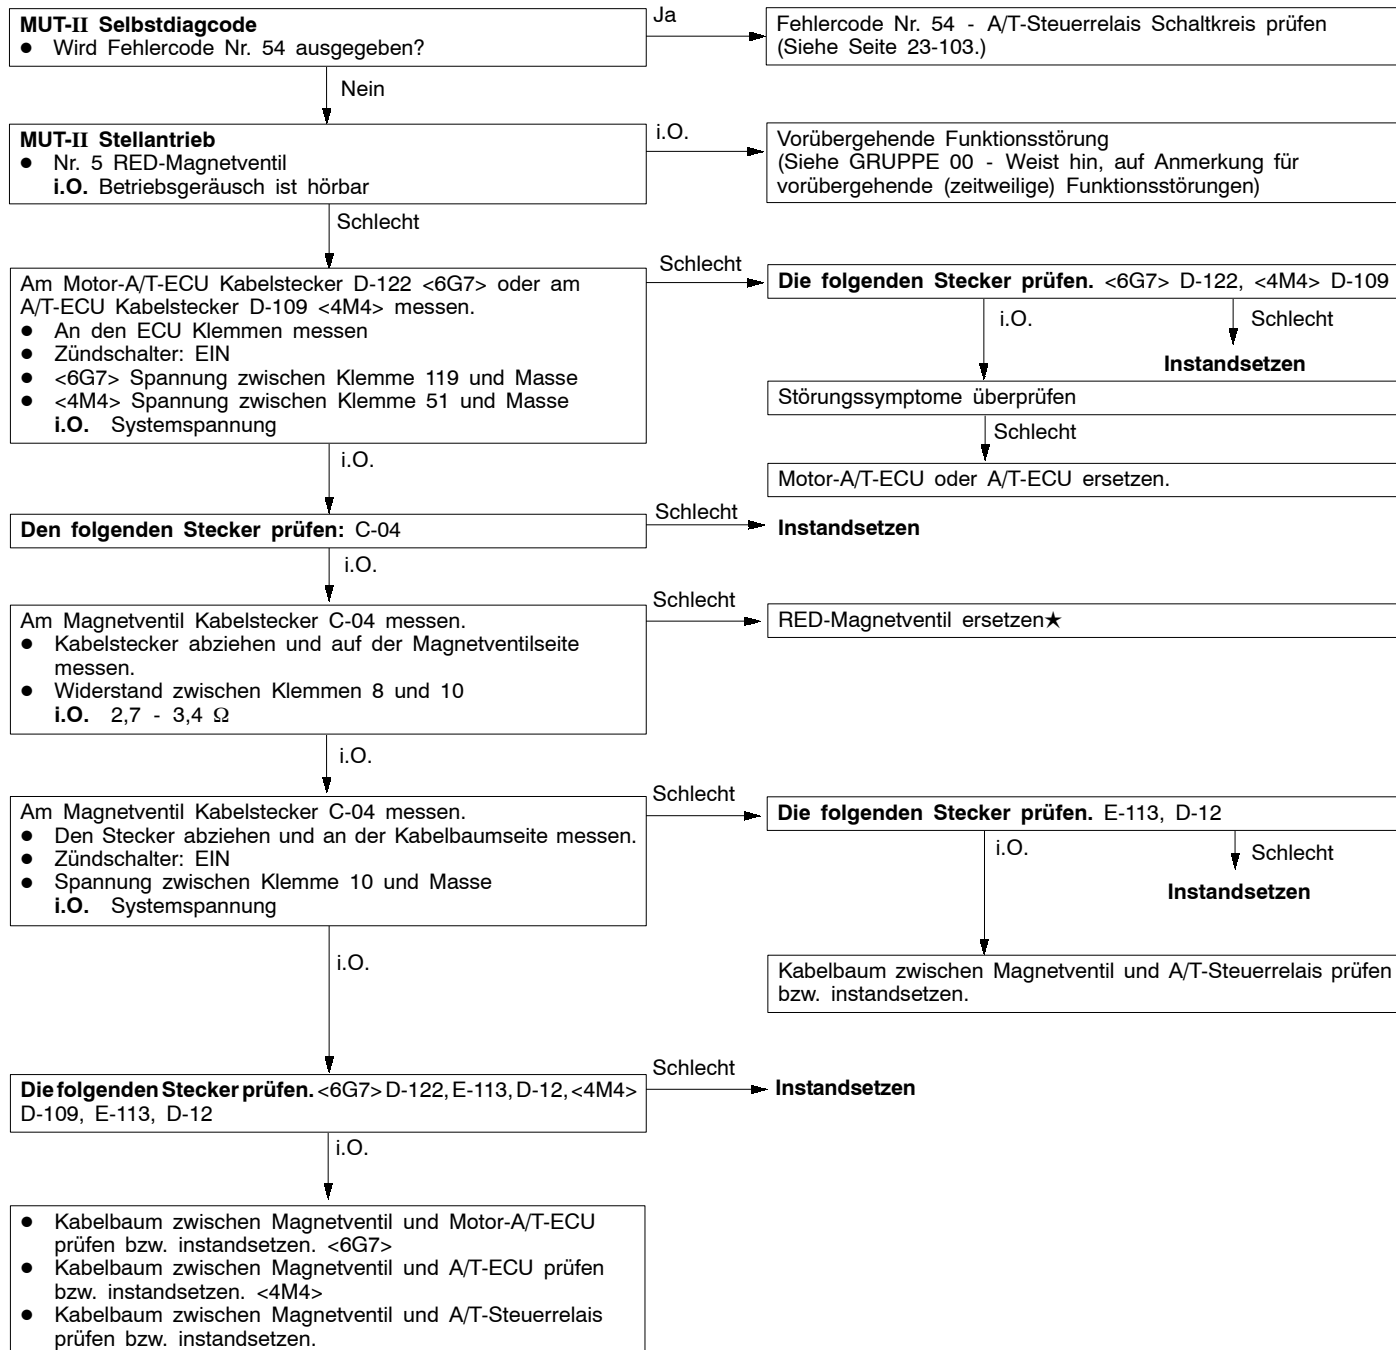 MUT-II Selbstdiagcode
● Wird Fehlercode Nr. 54 ausgegeben?
Ja
Fehlercode Nr. 54 - A/T-Steuerrelais Schaltkreis prüfen
(Siehe Seite 23-103.)
Nein
MUT-II Stellantrieb
● Nr. 5 RED-Magnetventil
i.O. Betriebsgeräusch ist hörbar
i.O.
Vorübergehende Funktionsstörung
(Siehe GRUPPE 00 - Weist hin, auf Anmerkung für
vorübergehende (zeitweilige) Funktionsstörungen)
Schlecht
Am Motor-A/T-ECU Kabelstecker D-122 <6G7> oder am
A/T-ECU Kabelstecker D-109 <4M4> messen.
● An den ECU Klemmen messen
● Zündschalter: EIN
● <6G7> Spannung zwischen Klemme 119 und Masse
● <4M4> Spannung zwischen Klemme 51 und Masse
i.O. Systemspannung
Schlecht
Die folgenden Stecker prüfen. <6G7> D-122, <4M4> D-109
i.O.
Schlecht
Instandsetzen
Störungssymptome überprüfen
Schlecht
Motor-A/T-ECU oder A/T-ECU ersetzen.
i.O.
Den folgenden Stecker prüfen: C-04
Schlecht
Instandsetzen
i.O.
Am Magnetventil Kabelstecker C-04 messen.
● Kabelstecker abziehen und auf der Magnetventilseite
messen.
● Widerstand zwischen Klemmen 8 und 10
i.O. 2,7 - 3,4 Ω
Schlecht
RED-Magnetventil ersetzen★
i.O.
Am Magnetventil Kabelstecker C-04 messen.
● Den Stecker abziehen und an der Kabelbaumseite messen.
● Zündschalter: EIN
● Spannung zwischen Klemme 10 und Masse
i.O. Systemspannung
Schlecht
Die folgenden Stecker prüfen. E-113, D-12
i.O.
Schlecht
Instandsetzen
Kabelbaum zwischen Magnetventil und A/T-Steuerrelais prüfen
bzw. instandsetzen.
i.O.
Die folgenden Stecker prüfen. <6G7> D-122, E-113, D-12, <4M4>
D-109, E-113, D-12
Schlecht
Instandsetzen
i.O.
● Kabelbaum zwischen Magnetventil und Motor-A/T-ECU
prüfen bzw. instandsetzen. <6G7>
● Kabelbaum zwischen Magnetventil und A/T-ECU prüfen
bzw. instandsetzen. <4M4>
● Kabelbaum zwischen Magnetventil und A/T-Steuerrelais
prüfen bzw. instandsetzen.